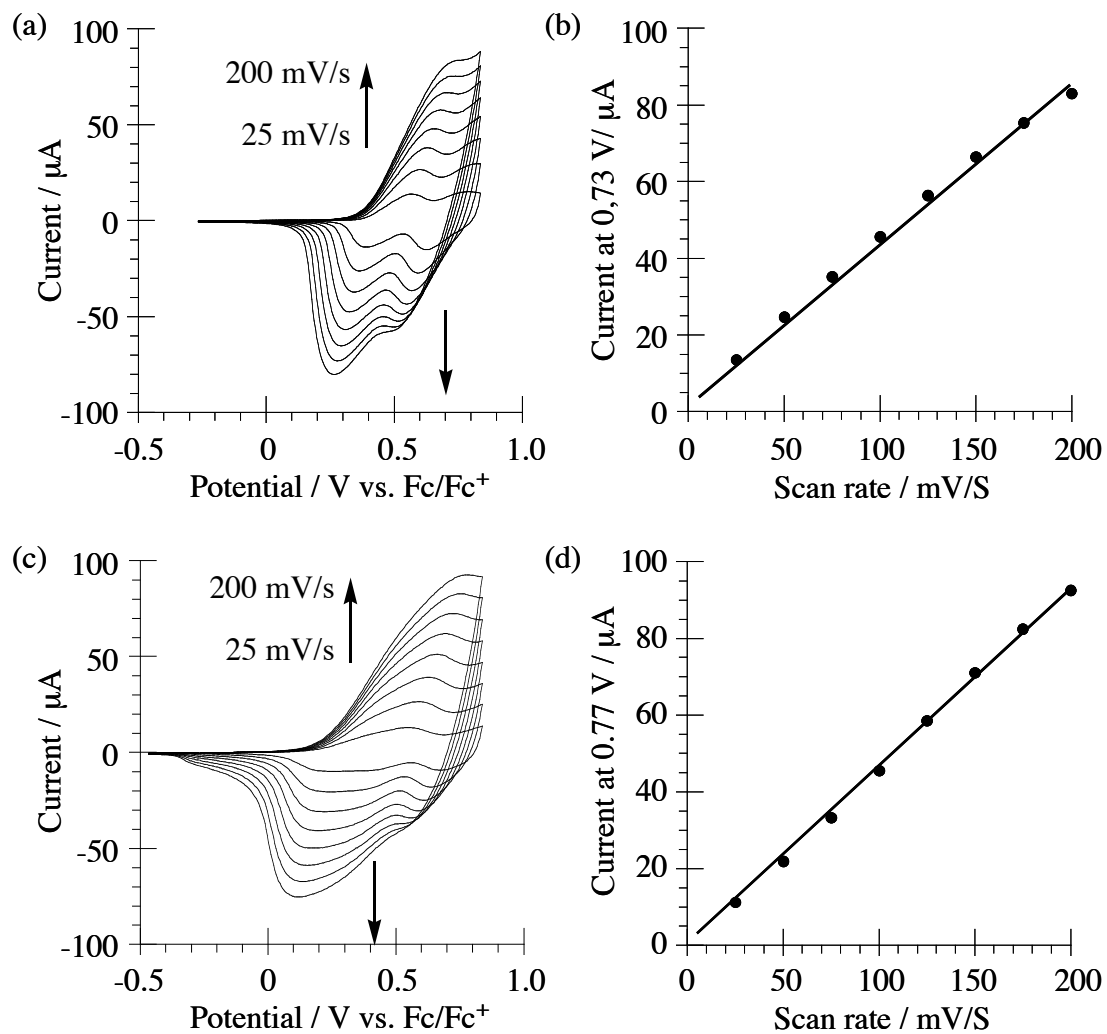 (a)
100
50
0
-50
-100
Current / μA
200 mV/s
25 mV/s
-0.5
0
0.5
1.0
Potential / V vs. Fc/Fc⁺
(b)
100
80
60
40
20
0
Current at 0,73 V/ μA
0
50
100
150
200
Scan rate / mV/S
(c)
100
50
0
-50
-100
Current / μA
200 mV/s
25 mV/s
-0.5
0
0.5
1.0
Potential / V vs. Fc/Fc⁺
(d)
100
80
60
40
20
0
Current at 0.77 V / μA
0
50
100
150
200
Scan rate / mV/S